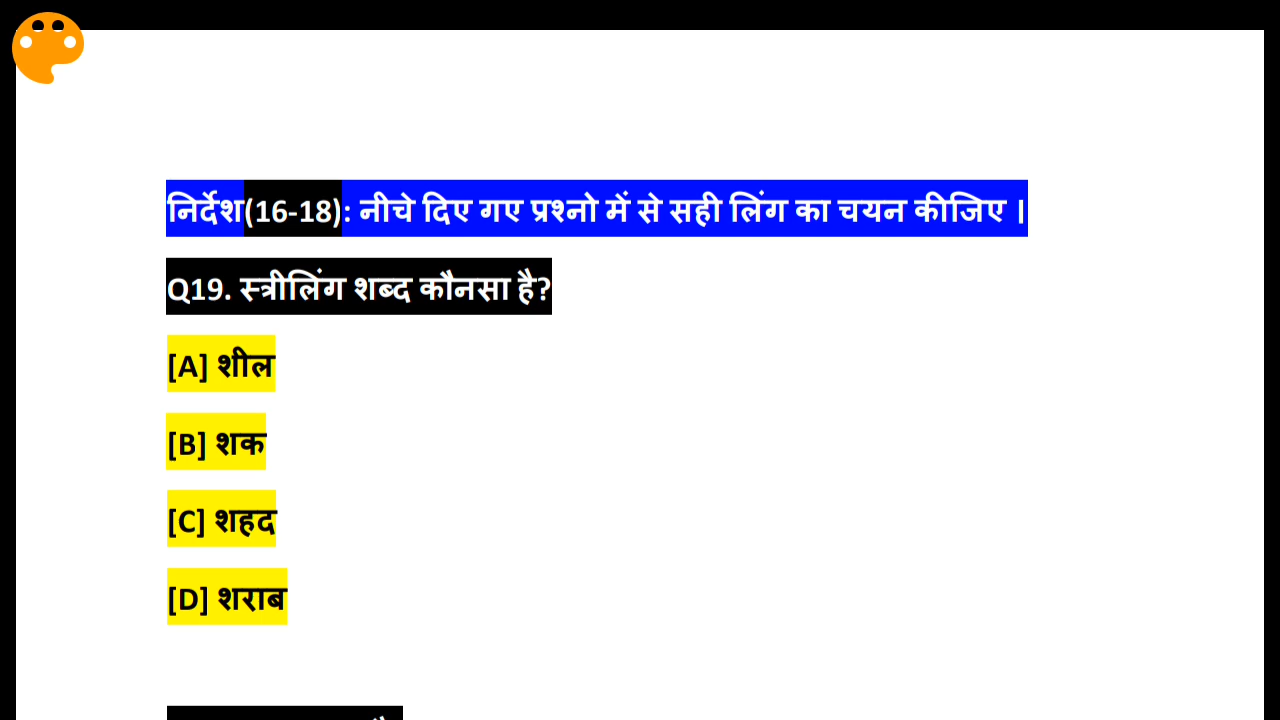 निर्देश(16-18): नीचे दिए गए प्रश्नो में से सही लिंग का चयन कीजिए ।
Q19. स्त्रीलिंग शब्द कौनसा है?
[A] शील
[B] शक
[C] शहद
[D] शराब